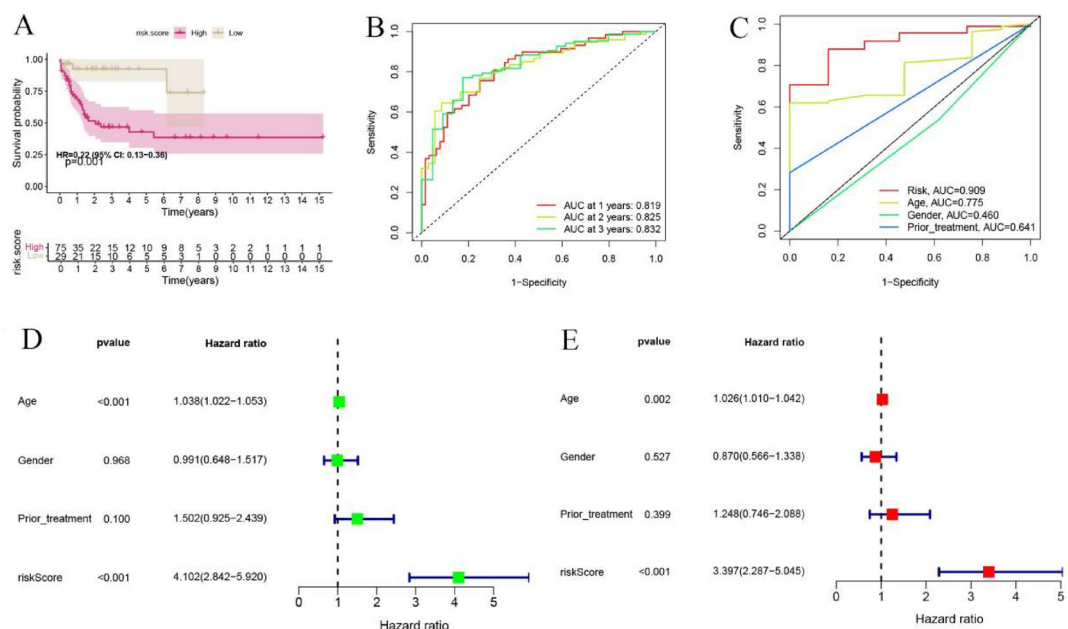 A
risk.score High Low
Survival probability
1.00
0.75
0.50
0.25
0.00
HR=0.22 (95% CI: 0.13−0.36)
p=0.001
0 1 2 3 4 5 6 7 8 9 10 11 12 13 14 15
Time(years)
risk.score
High 75 35 22 15 12 10 9 8 5 3 2 2 1 1 1 1
Low 29 21 15 10 6 5 5 3 1 0 0 0 0 0 0 0
0 1 2 3 4 5 6 7 8 9 10 11 12 13 14 15
Time(years)
B
Sensitivity
1.0
0.8
0.6
0.4
0.2
0.0
AUC at 1 years: 0.819
AUC at 2 years: 0.825
AUC at 3 years: 0.832
0.0 0.2 0.4 0.6 0.8 1.0
1−Specificity
C
Sensitivity
1.0
0.8
0.6
0.4
0.2
0.0
Risk, AUC=0.909
Age, AUC=0.775
Gender, AUC=0.460
Prior_treatment, AUC=0.641
0.0 0.2 0.4 0.6 0.8 1.0
1−Specificity
D
pvalue Hazard ratio
Age <0.001 1.038(1.022−1.053)
Gender 0.968 0.991(0.648−1.517)
Prior_treatment 0.100 1.502(0.925−2.439)
riskScore <0.001 4.102(2.842−5.920)
0 1 2 3 4 5
Hazard ratio
E
pvalue Hazard ratio
Age 0.002 1.026(1.010−1.042)
Gender 0.527 0.870(0.566−1.338)
Prior_treatment 0.399 1.248(0.746−2.088)
riskScore <0.001 3.397(2.287−5.045)
0 1 2 3 4 5
Hazard ratio